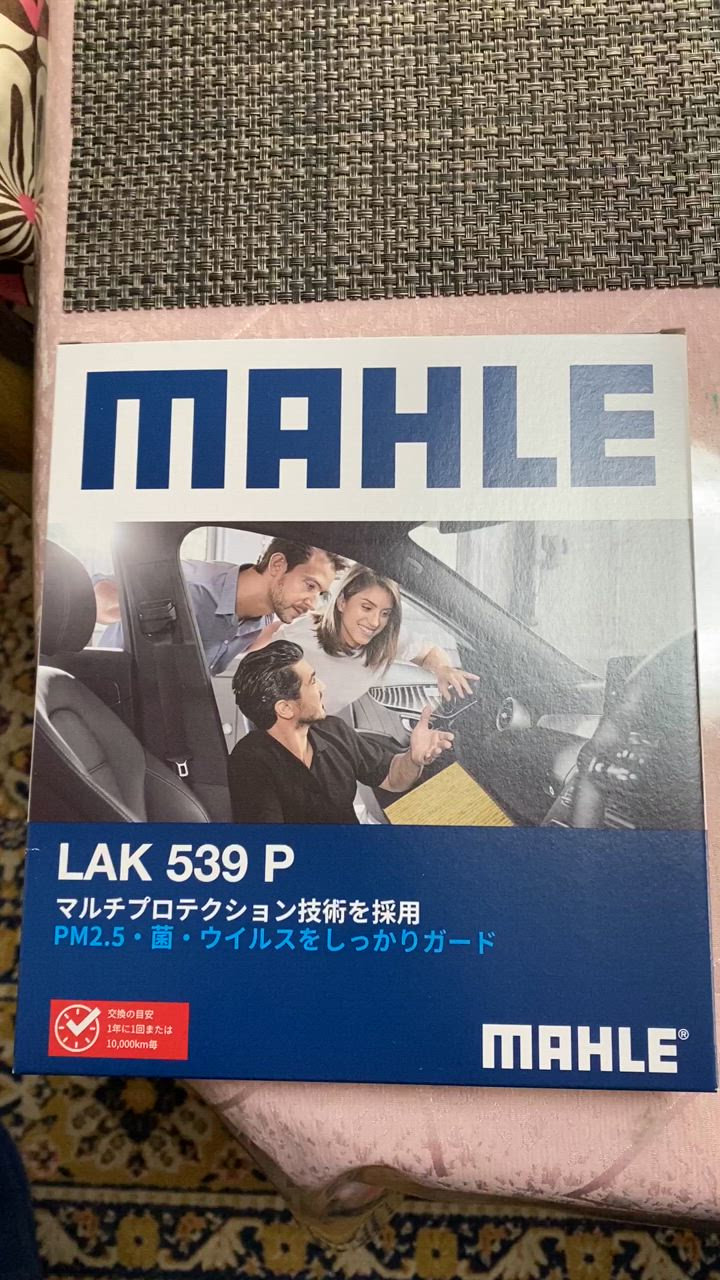 MAHLE
LAK 539 P
マルチプロテクション技術を採用
PM2.5・菌・ウイルスをしっかりガード
交換の目安
1年に1回または
10,000km毎
MAHLE®